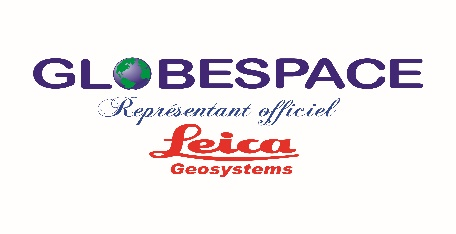 GLOBESPACE
Représentant officiel
Leica
Geosystems